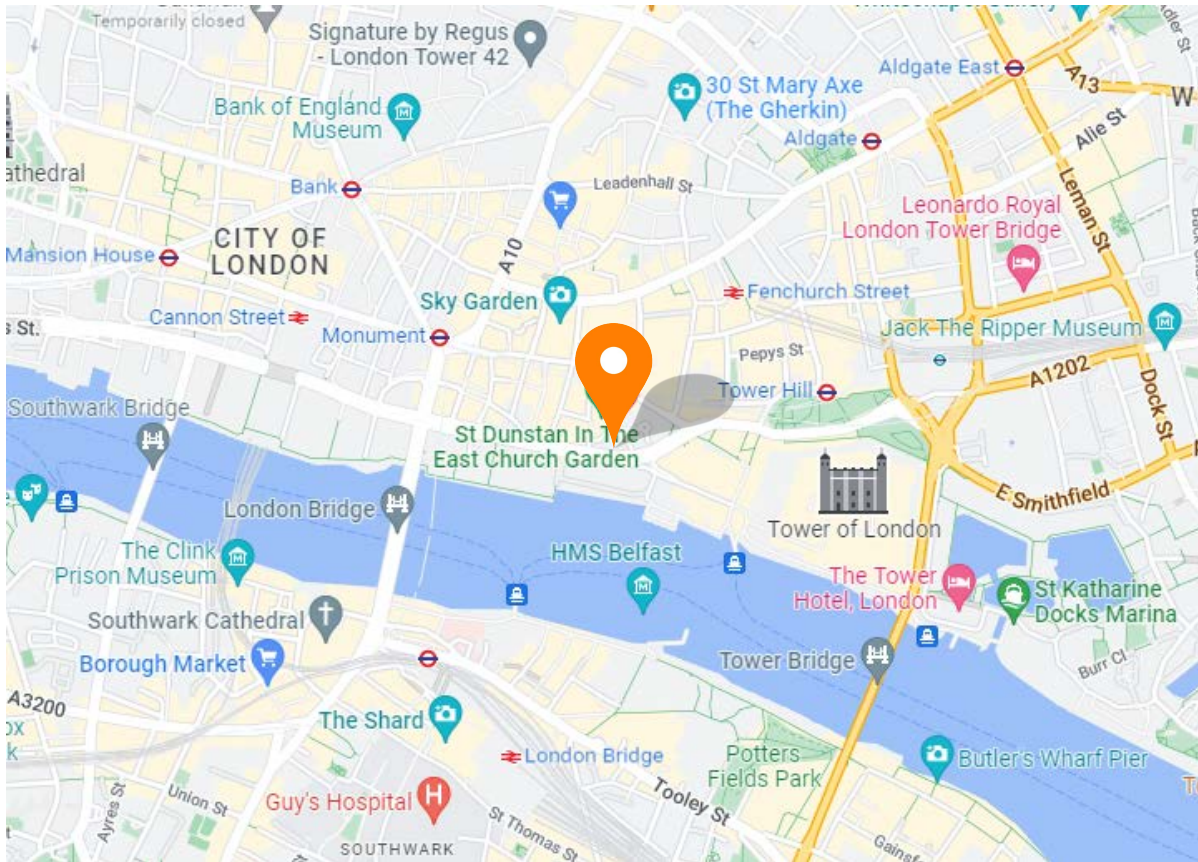 Temporarily closed
Signature by Regus
- London Tower 42
Bank of England
Museum
30 St Mary Axe
(The Gherkin)
Aldgate East
A13
W
Aldgate
Alie St
athedral
Bank
Leadenhall St
Leman St
Leonardo Royal
London Tower Bridge
Mansion House
CITY OF
LONDON
A10
Sky Garden
Fenchurch Street
s St.
Cannon Street
Monument
Jack The Ripper Museum
Pepys St
A1202
Tower Hill
Dock St
Southwark Bridge
St Dunstan In The
East Church Garden
E Smithfield
London Bridge
Tower of London
The Clink
Prison Museum
HMS Belfast
The Tower
Hotel, London
St Katharine
Docks Marina
Southwark Cathedral
Borough Market
Tower Bridge
Burr Cl
A3200
ox
k
The Shard
London Bridge
Potters
Fields Park
Butler's Wharf Pier
Union St
Ayres St
Guy's Hospital
H
St Thomas St
Tooley St
SOUTHWARK